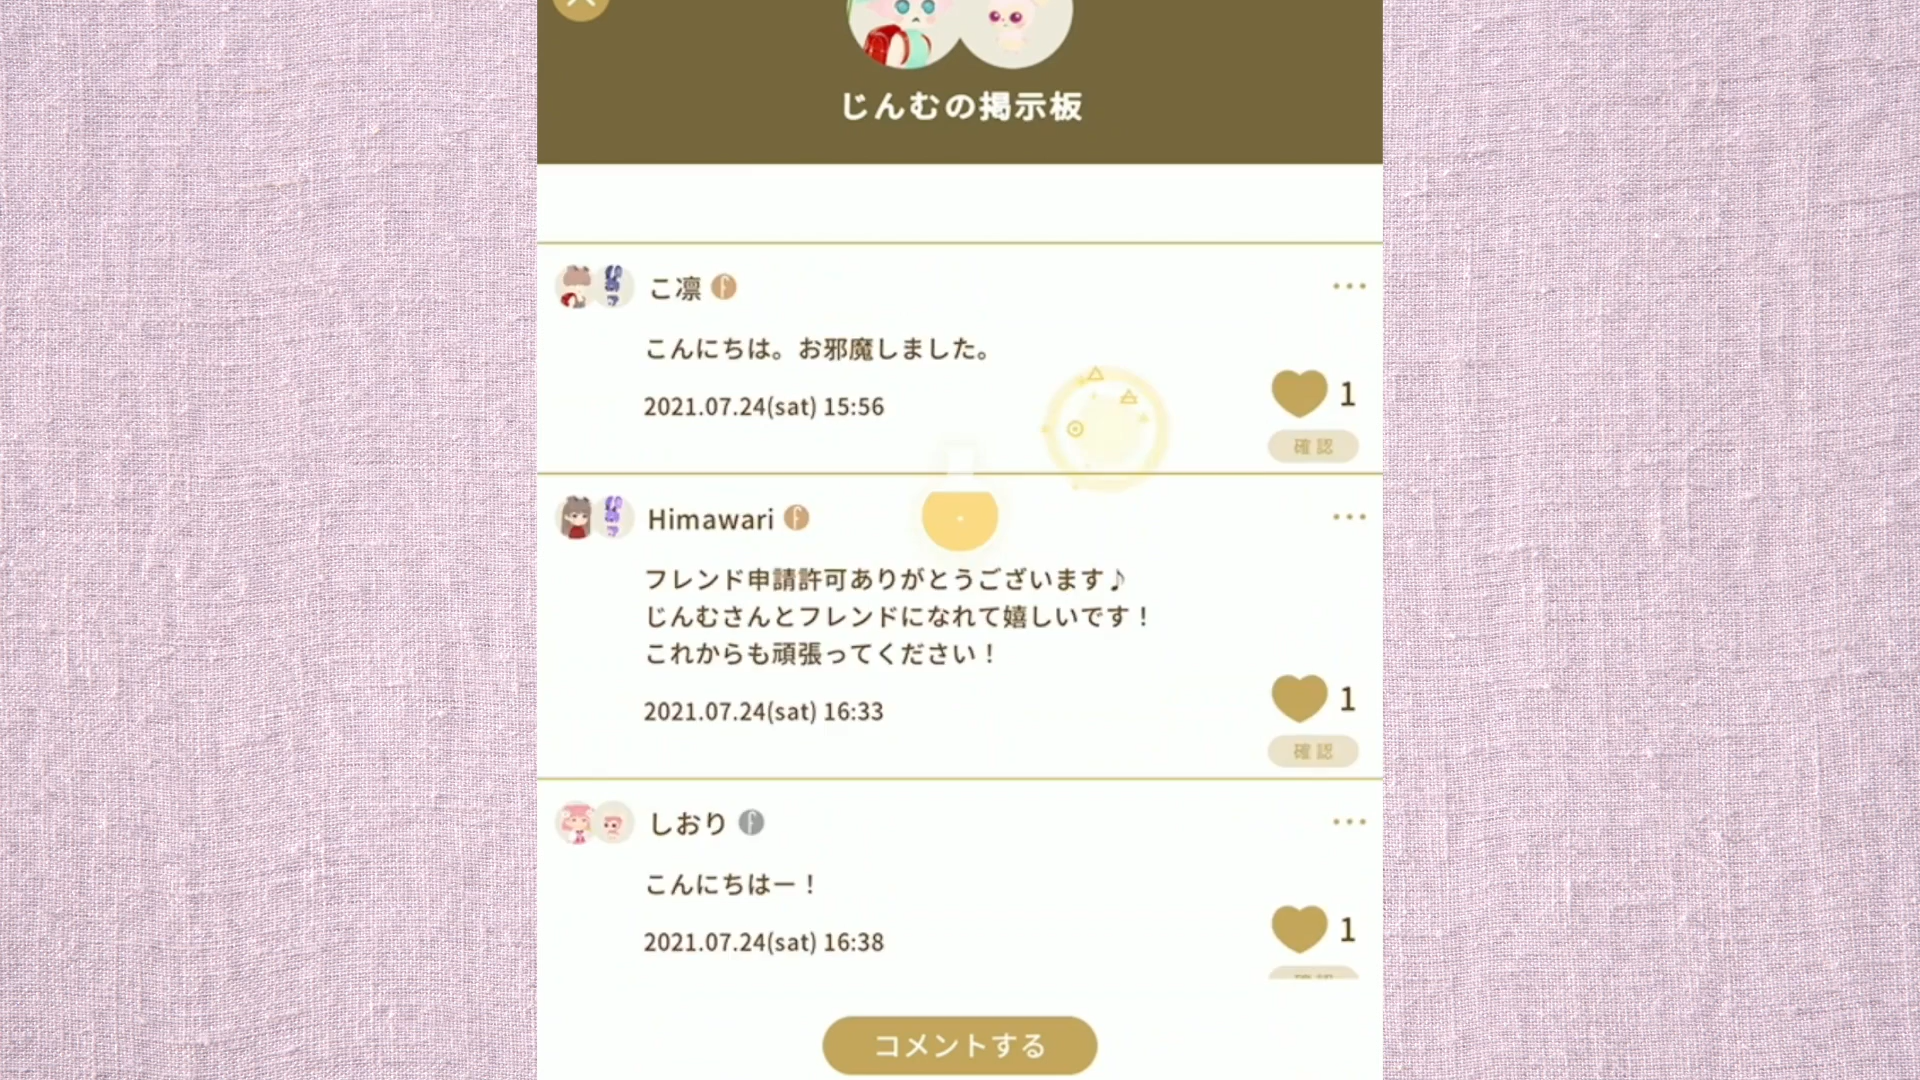 じんむの掲示板
こ凛
こんにちは。お邪魔しました。
2021.07.24(sat) 15:56
1
確認
Himawari
フレンド申請許可ありがとうございます♪
じんむさんとフレンドになれて嬉しいです！
これからも頑張ってください！
2021.07.24(sat) 16:33
1
確認
しおり
こんにちはー！
2021.07.24(sat) 16:38
1
コメントする